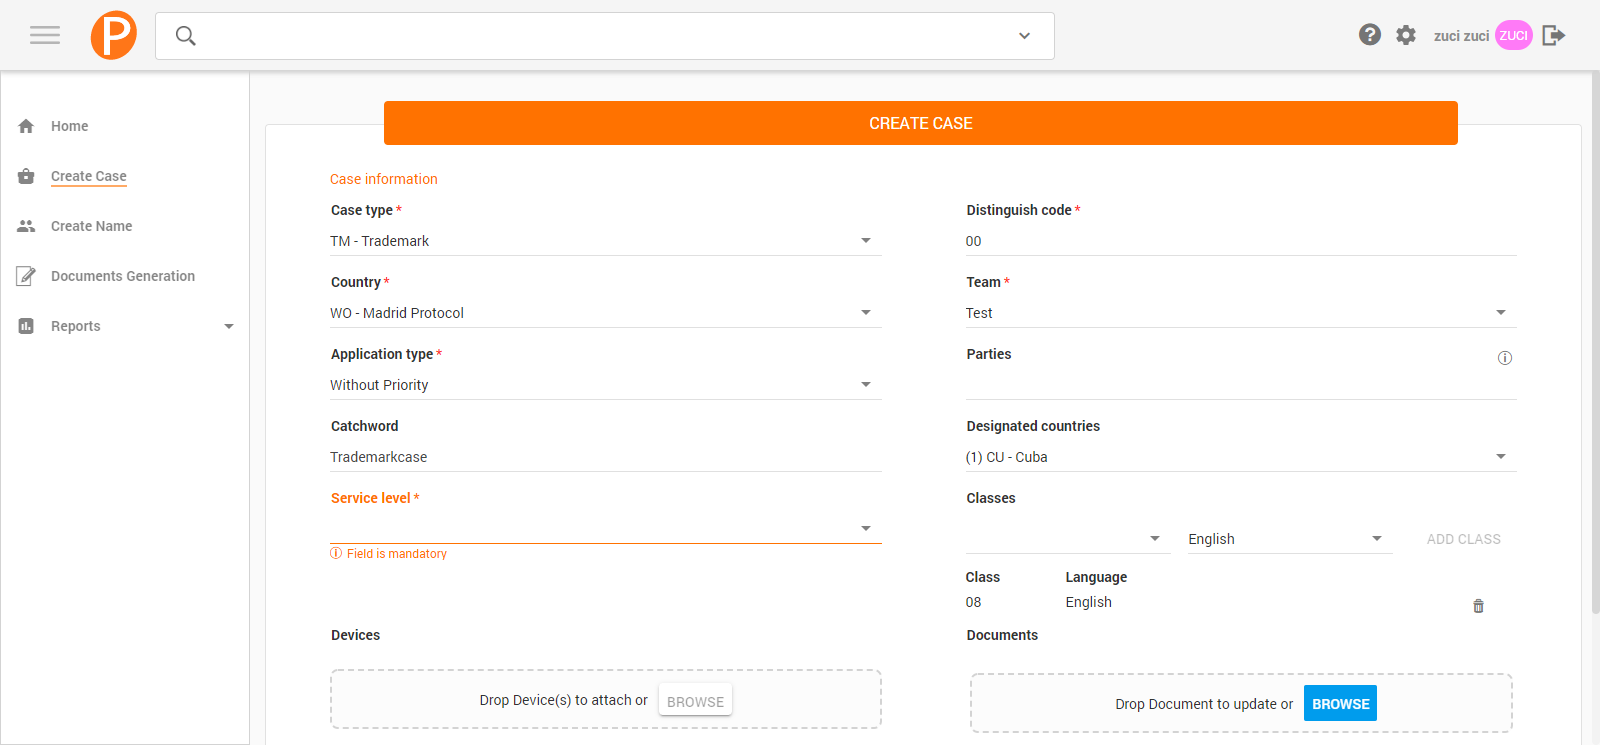 P
zuci zuci ZUCI
Home
Create Case
Create Name
Documents Generation
Reports
CREATE CASE
Case information
Case type *
TM - Trademark
Distinguish code *
00
Country *
WO - Madrid Protocol
Team *
Test
Application type *
Without Priority
Parties
Catchword
Trademarkcase
Designated countries
(1) CU - Cuba
Service level *
Field is mandatory
Classes
English
ADD CLASS
Class Language
08 English
Devices
Drop Device(s) to attach or BROWSE
Documents
Drop Document to update or BROWSE